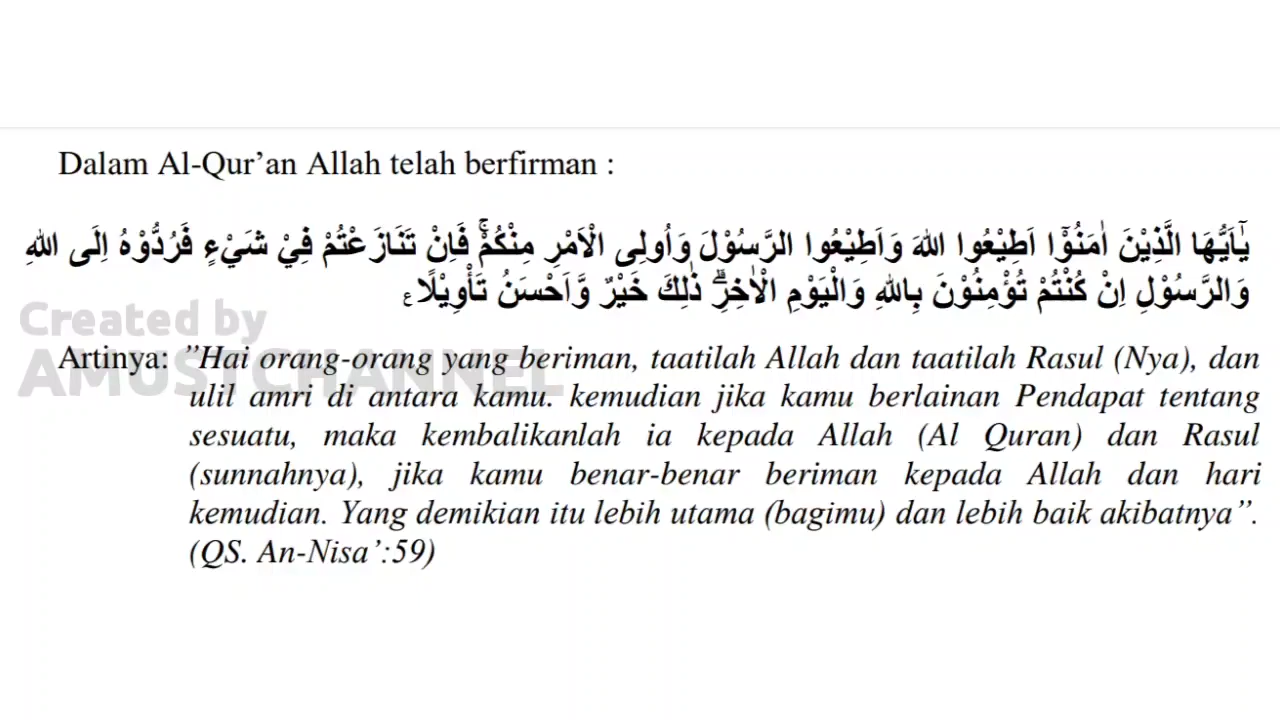 Dalam Al-Qur’an Allah telah berfirman :
يٰٓاَيُّهَا الَّذِيْنَ اٰمَنُوْٓا اَطِيْعُوا اللهَ وَاَطِيْعُوا الرَّسُوْلَ وَاُولِى الْاَمْرِ مِنْكُمْۚ فَاِنْ تَنَازَعْتُمْ فِيْ شَيْءٍ فَرُدُّوْهُ اِلَى اللهِ
وَالرَّسُوْلِ اِنْ كُنْتُمْ تُؤْمِنُوْنَ بِاللهِ وَالْيَوْمِ الْاٰخِرِۗ ذٰلِكَ خَيْرٌ وَّاَحْسَنُ تَأْوِيْلًا ع
Created by
AMUST CHANNEL
Artinya: ”Hai orang-orang yang beriman, taatilah Allah dan taatilah Rasul (Nya), dan
ulil amri di antara kamu. kemudian jika kamu berlainan Pendapat tentang
sesuatu, maka kembalikanlah ia kepada Allah (Al Quran) dan Rasul
(sunnahnya), jika kamu benar-benar beriman kepada Allah dan hari
kemudian. Yang demikian itu lebih utama (bagimu) dan lebih baik akibatnya”.
(QS. An-Nisa’:59)